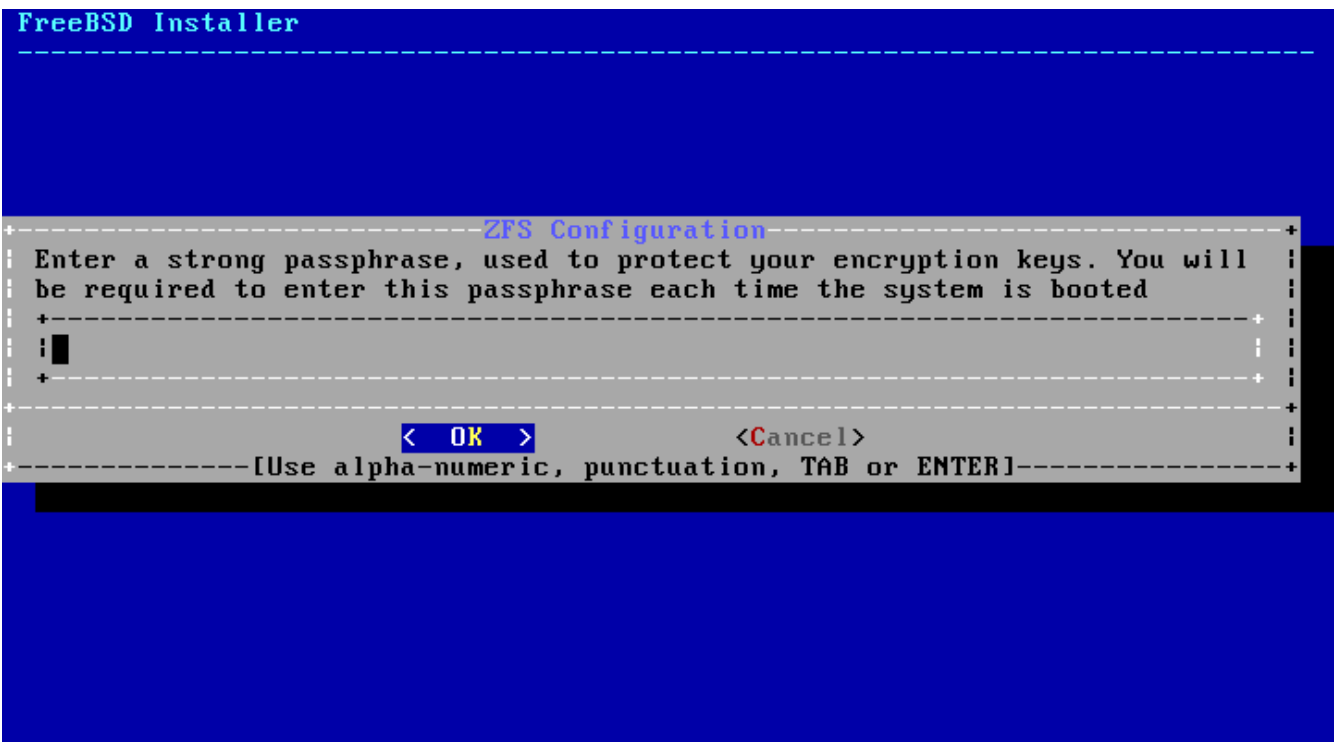 FreeBSD Installer
ZFS Configuration
Enter a strong passphrase, used to protect your encryption keys. You will
be required to enter this passphrase each time the system is booted
<  OK  > <Cancel>
[Use alpha-numeric, punctuation, TAB or ENTER]